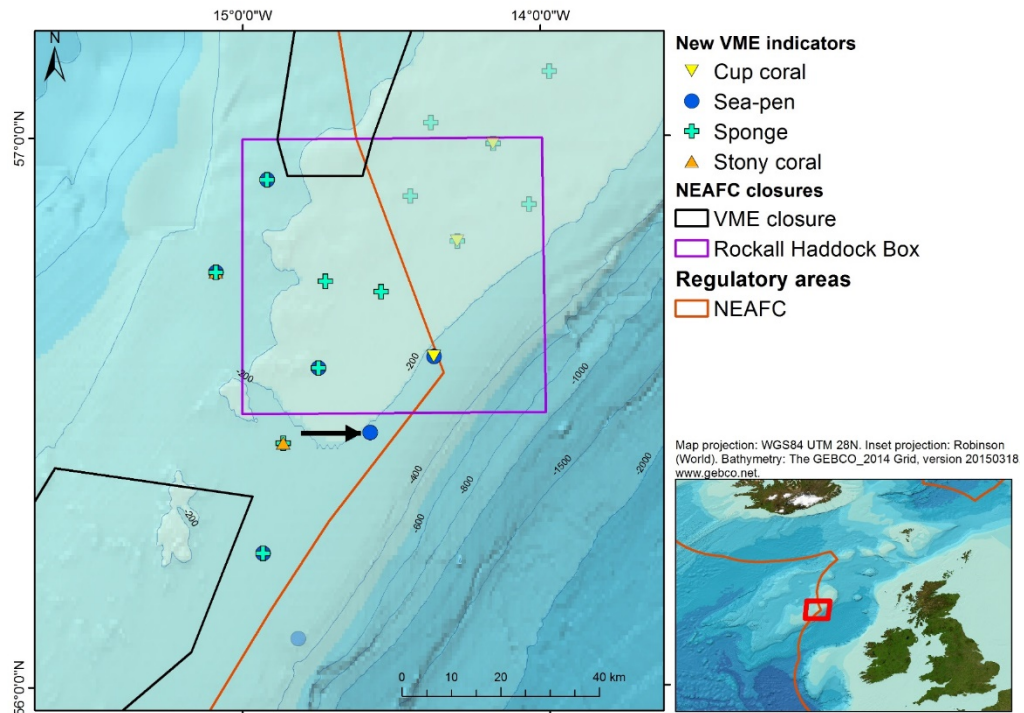 15°0'0"W
14°0'0"W
N
57°0'0"N
56°0'0"N
-200
-200
-200
-400
-600
-800
-1000
-1500
-2000
0 10 20 40 km
New VME indicators
Cup coral
Sea-pen
Sponge
Stony coral
NEAFC closures
VME closure
Rockall Haddock Box
Regulatory areas
NEAFC
Map projection: WGS84 UTM 28N. Inset projection: Robinson
(World). Bathymetry: The GEBCO_2014 Grid, version 20150318
www.gebco.net.